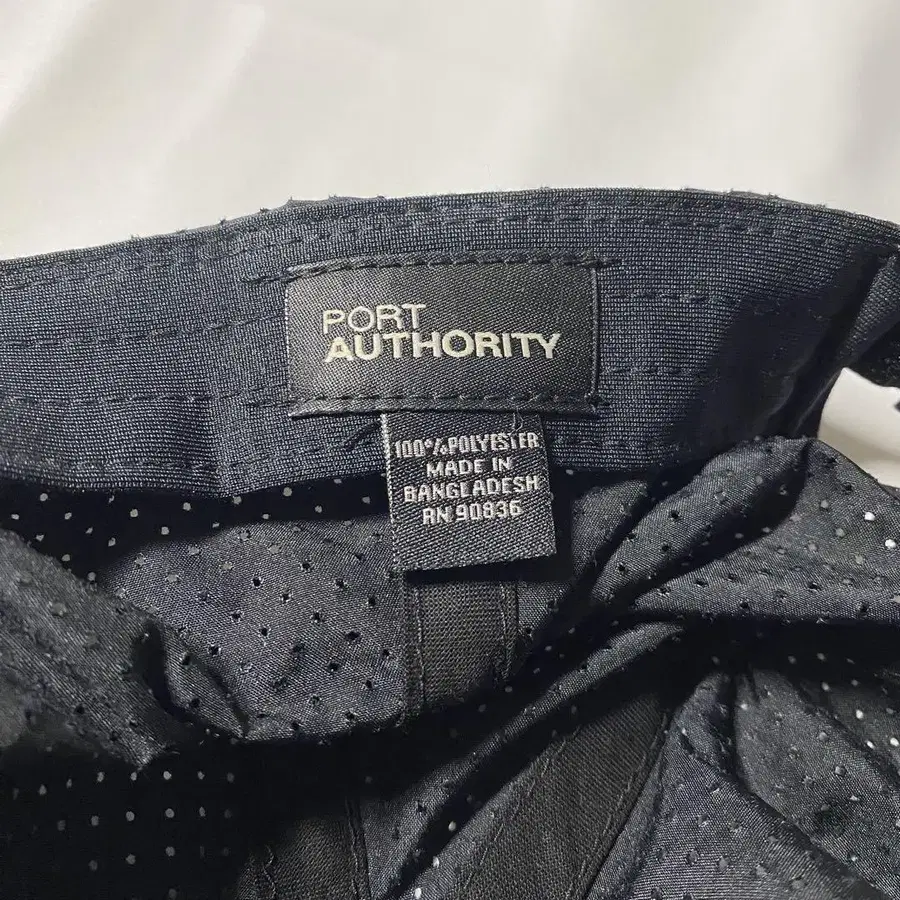 PORT
AUTHORITY
100% POLYESTER
MADE IN
BANGLADESH
RN 90836